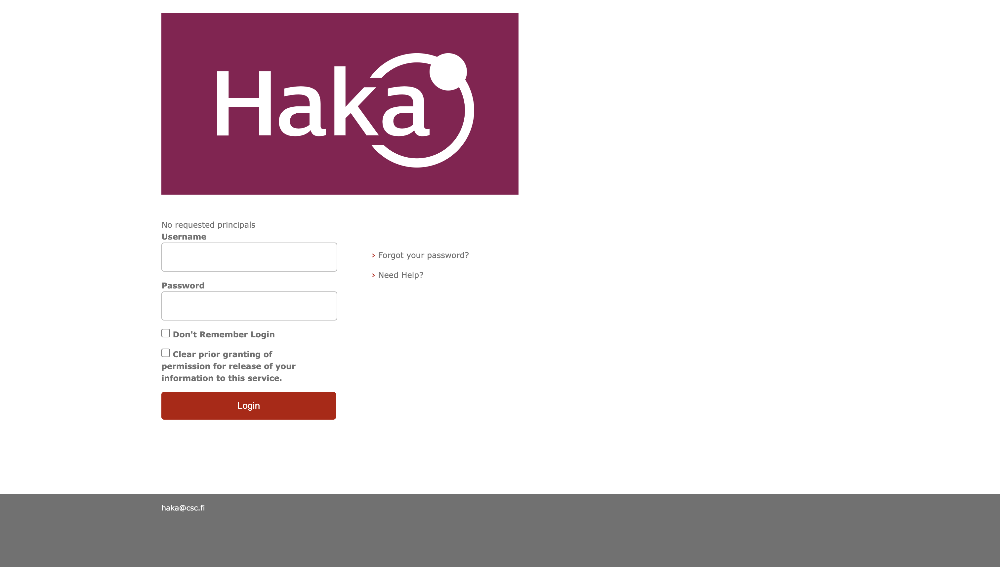 Haka
No requested principals
Username
› Forgot your password?
› Need Help?
Password
Don't Remember Login
Clear prior granting of
permission for release of your
information to this service.
Login
haka@csc.fi